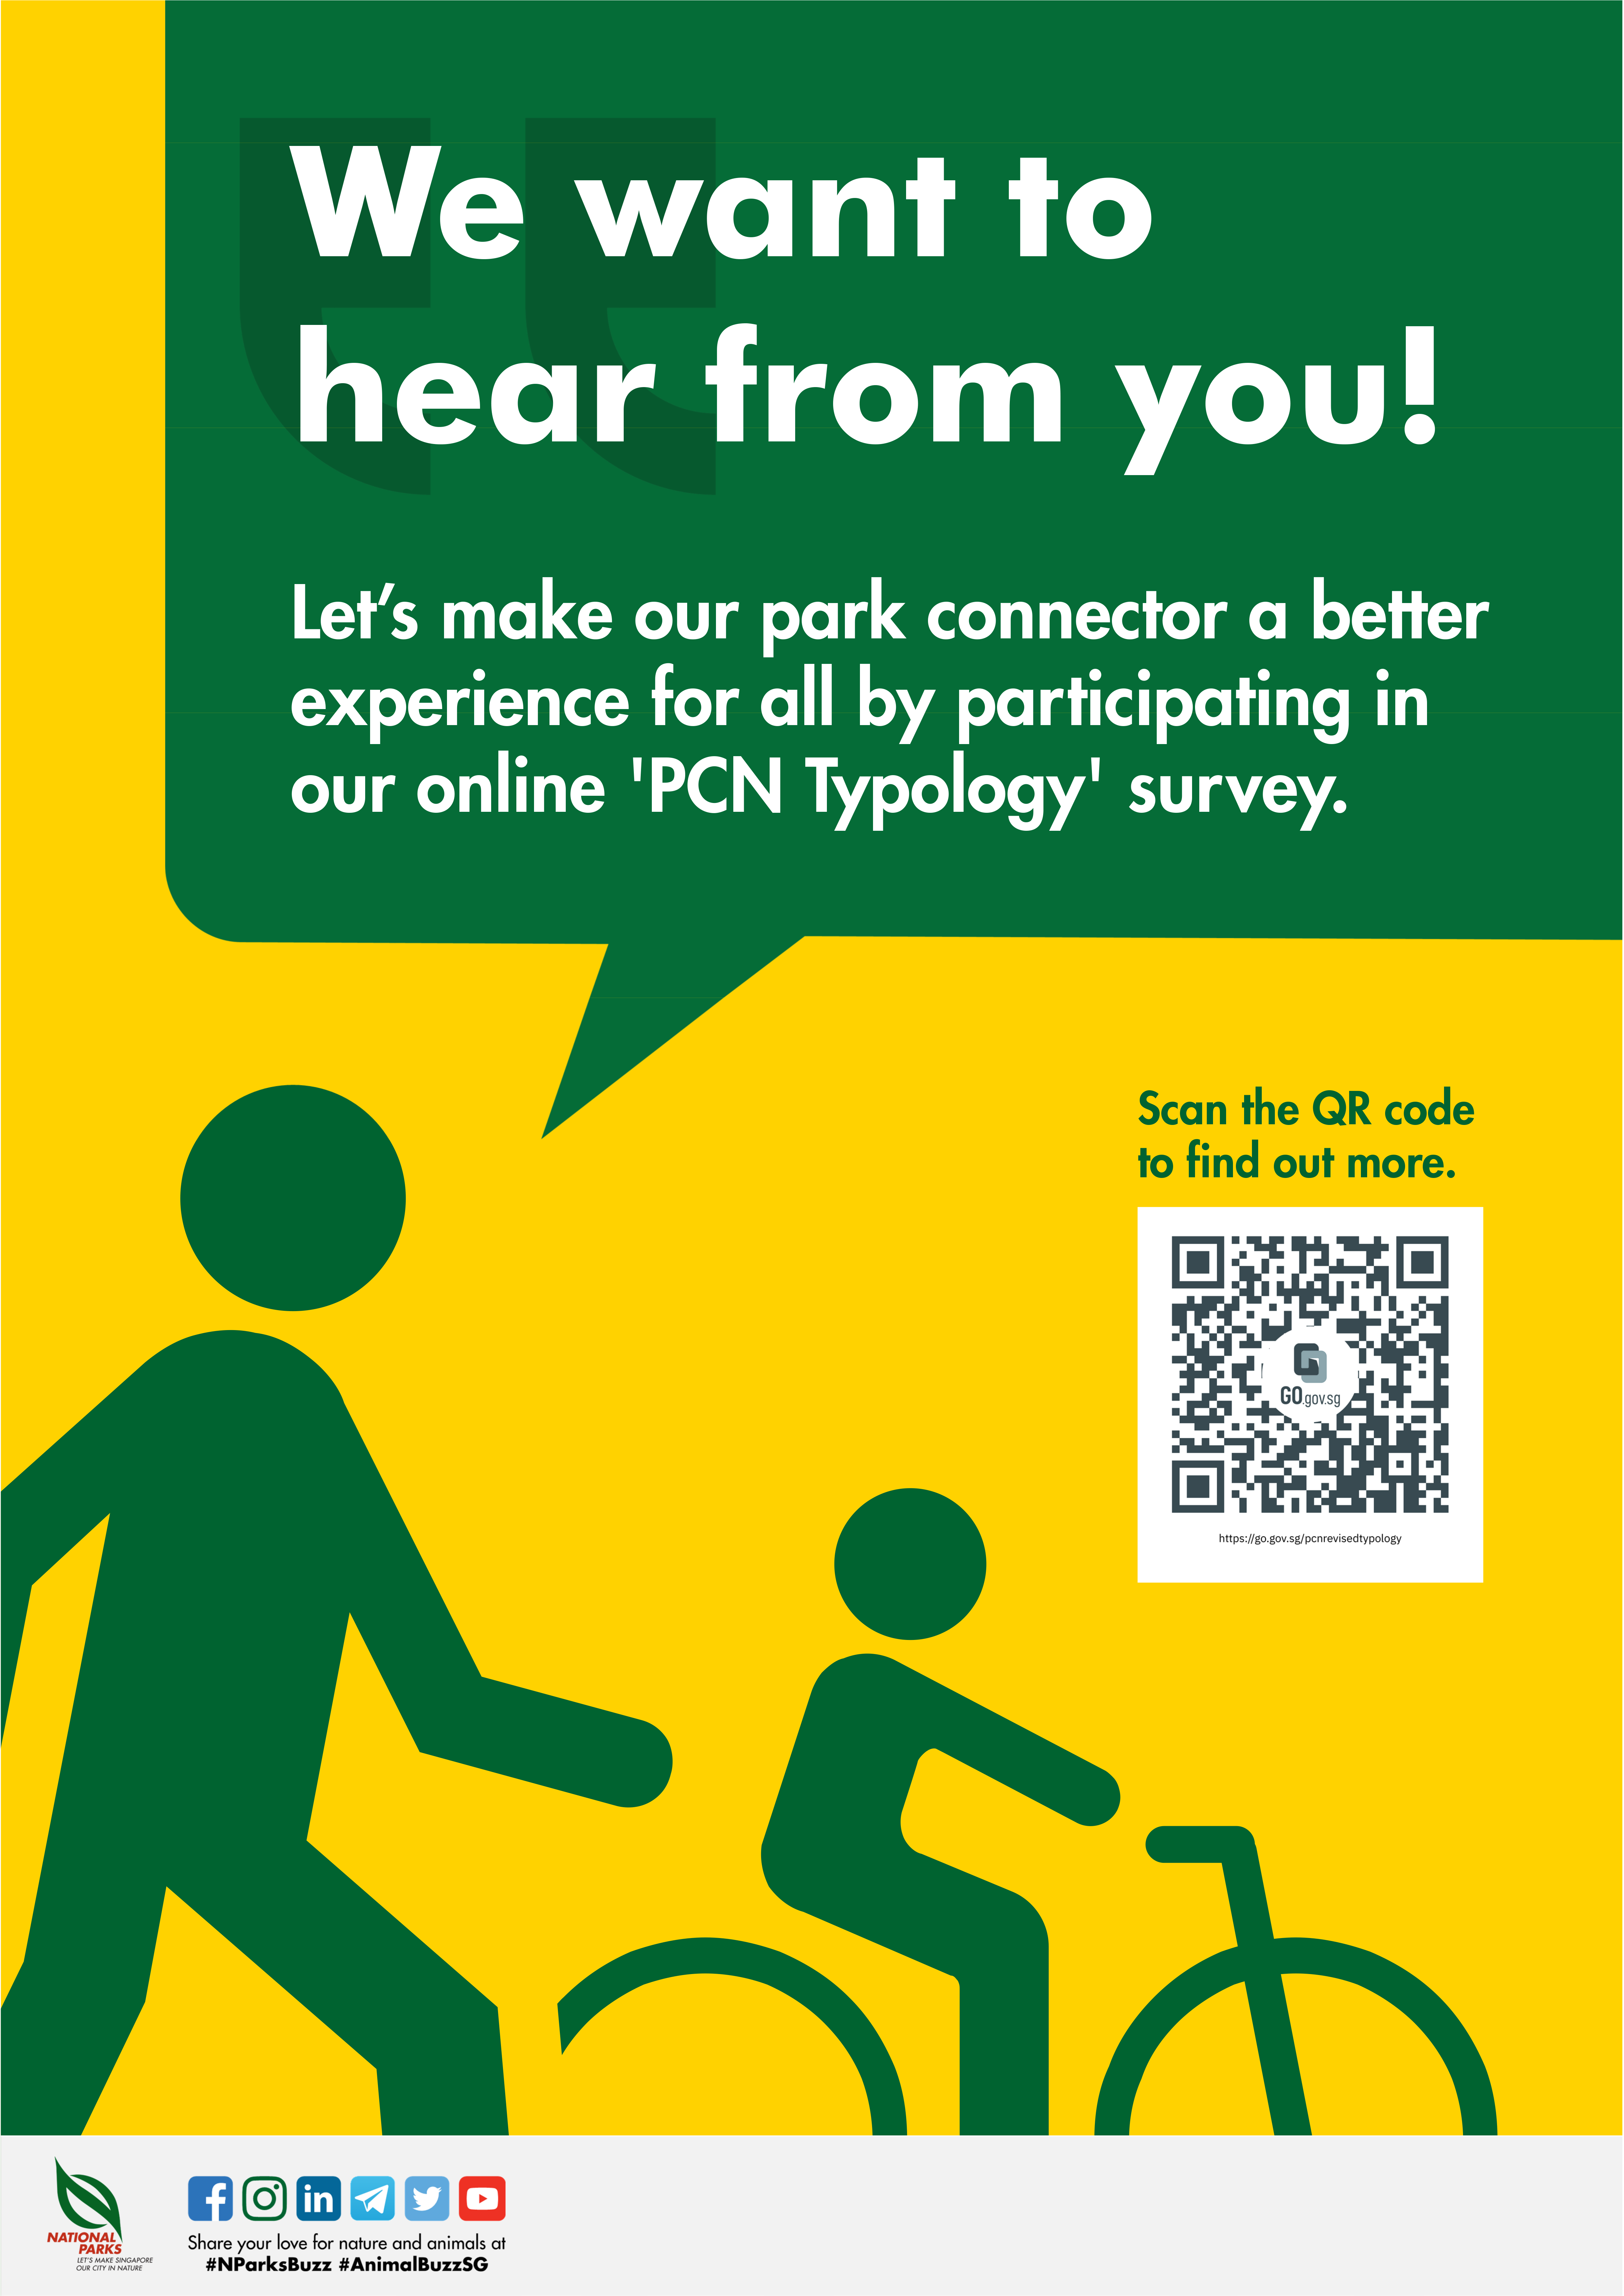 We want to
hear from you!
Let's make our park connector a better
experience for all by participating in
our online 'PCN Typology' survey.
Scan the QR code
to find out more.
GO.gov.sg
https://go.gov.sg/pcnrevisedtypology
NATIONAL
PARKS
LET'S MAKE SINGAPORE
OUR CITY IN NATURE
f
in
Share your love for nature and animals at
#NParksBuzz #AnimalBuzzSG